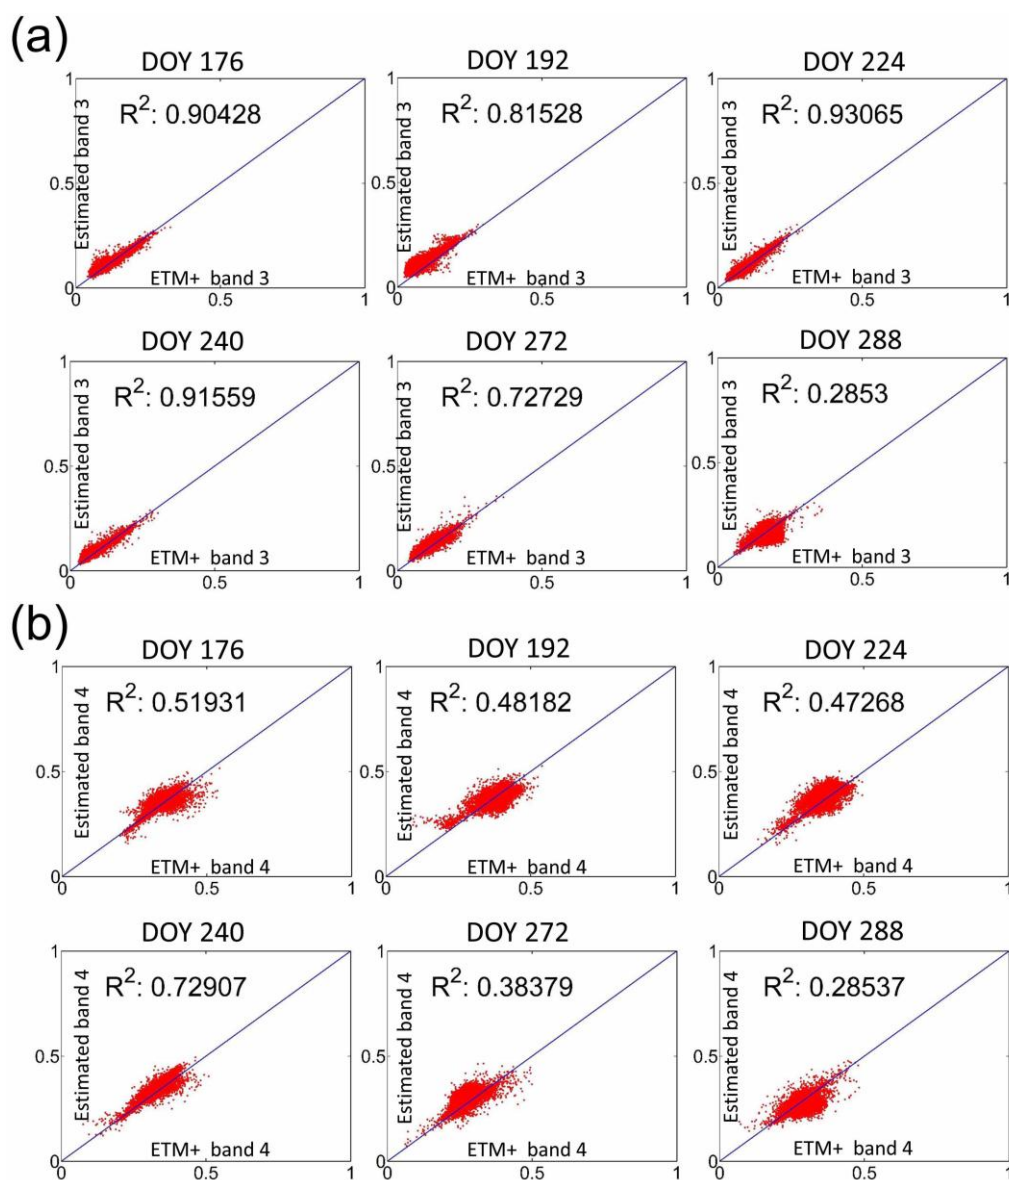 (a)
DOY 176
DOY 192
DOY 224
1
R²: 0.90428
Estimated band 3
0.5
ETM+ band 3
0
0
0.5
1
1
R²: 0.81528
Estimated band 3
0.5
ETM+ band 3
0
0
0.5
1
1
R²: 0.93065
Estimated band 3
0.5
ETM+ band 3
0
0
0.5
1
DOY 240
DOY 272
DOY 288
1
R²: 0.91559
Estimated band 3
0.5
ETM+ band 3
0
0
0.5
1
1
R²: 0.72729
Estimated band 3
0.5
ETM+ band 3
0
0
0.5
1
1
R²: 0.2853
Estimated band 3
0.5
ETM+ band 3
0
0
0.5
1
(b)
DOY 176
DOY 192
DOY 224
1
R²: 0.51931
Estimated band 4
0.5
ETM+ band 4
0
0
0.5
1
1
R²: 0.48182
Estimated band 4
0.5
ETM+ band 4
0
0
0.5
1
1
R²: 0.47268
Estimated band 4
0.5
ETM+ band 4
0
0
0.5
1
DOY 240
DOY 272
DOY 288
1
R²: 0.72907
Estimated band 4
0.5
ETM+ band 4
0
0
0.5
1
1
R²: 0.38379
Estimated band 4
0.5
ETM+ band 4
0
0
0.5
1
1
R²: 0.28537
Estimated band 4
0.5
ETM+ band 4
0
0
0.5
1